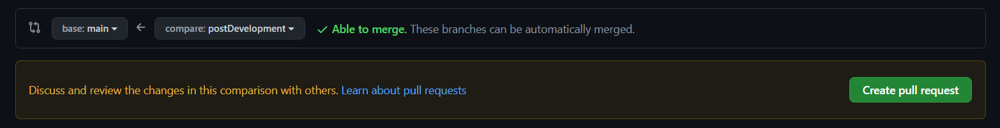 base: main compare: postDevelopment Able to merge. These branches can be automatically merged.
Discuss and review the changes in this comparison with others. Learn about pull requests Create pull request